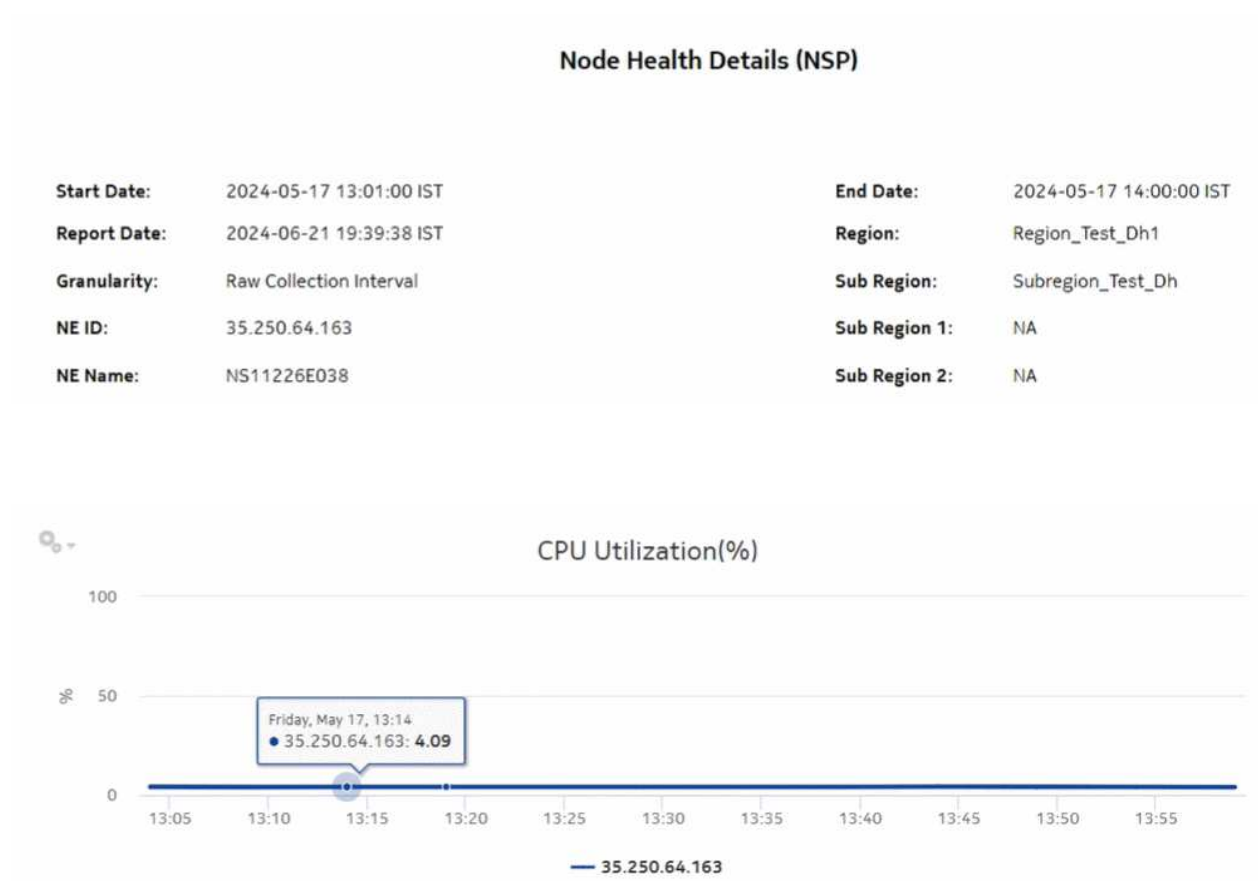 Node Health Details (NSP)
Start Date: 2024-05-17 13:01:00 IST End Date: 2024-05-17 14:00:00 IST
Report Date: 2024-06-21 19:39:38 IST Region: Region_Test_Dh1
Granularity: Raw Collection Interval Sub Region: Subregion_Test_Dh
NE ID: 35.250.64.163 Sub Region 1: NA
NE Name: NS11226E038 Sub Region 2: NA
CPU Utilization(%)
100
% 50
Friday, May 17, 13:14
35.250.64.163: 4.09
0
13:05 13:10 13:15 13:20 13:25 13:30 13:35 13:40 13:45 13:50 13:55
35.250.64.163